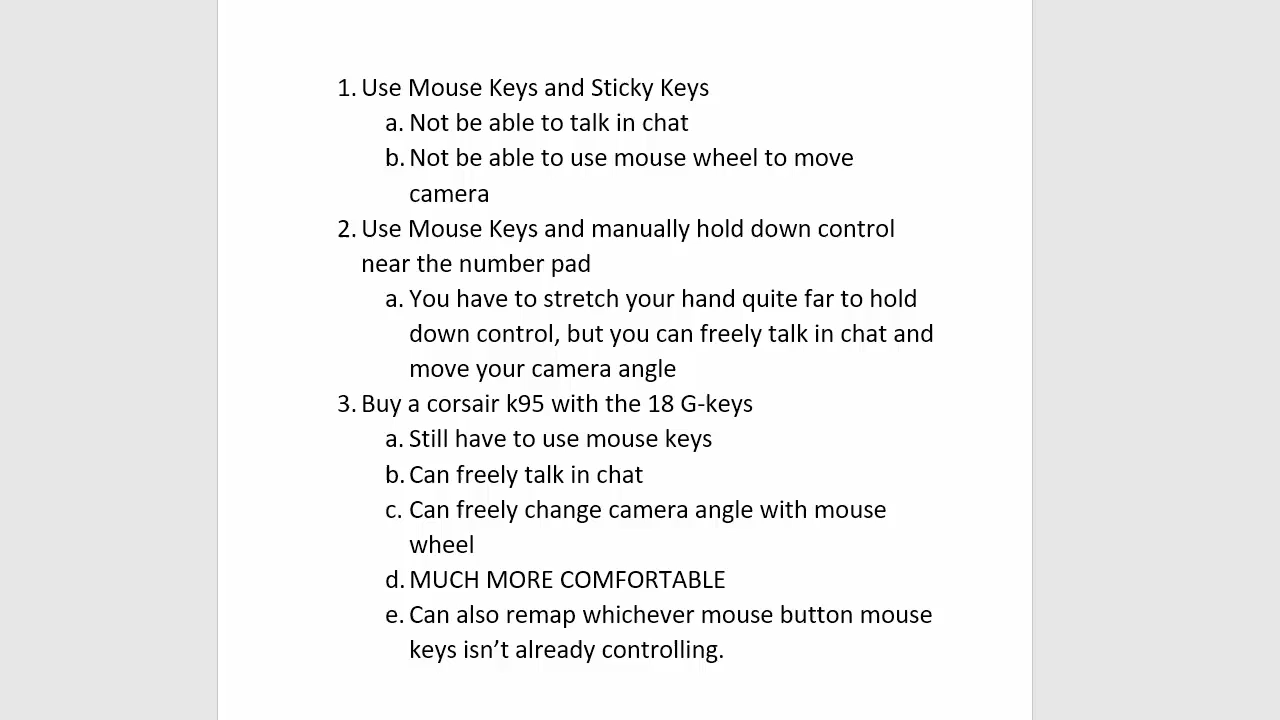 1. Use Mouse Keys and Sticky Keys
a. Not be able to talk in chat
b. Not be able to use mouse wheel to move
camera
2. Use Mouse Keys and manually hold down control
near the number pad
a. You have to stretch your hand quite far to hold
down control, but you can freely talk in chat and
move your camera angle
3. Buy a corsair k95 with the 18 G-keys
a. Still have to use mouse keys
b. Can freely talk in chat
c. Can freely change camera angle with mouse
wheel
d. MUCH MORE COMFORTABLE
e. Can also remap whichever mouse button mouse
keys isn’t already controlling.